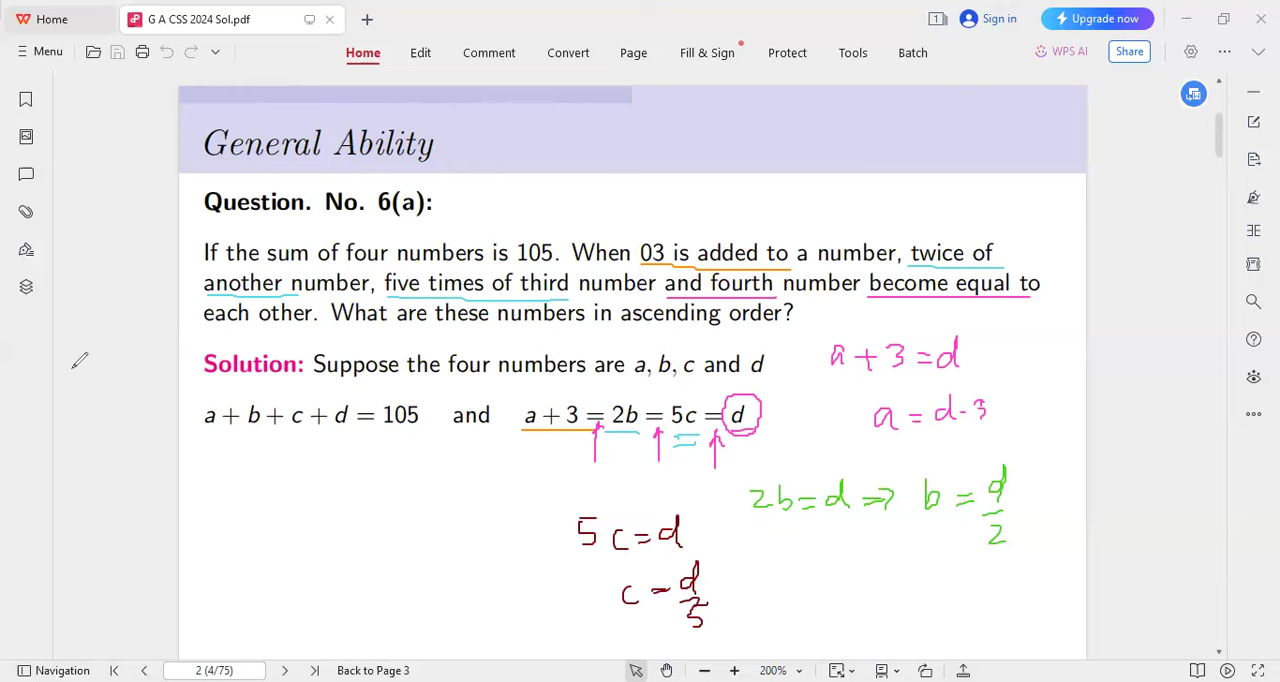 Home
G A CSS 2024 Sol.pdf
1
Sign in
Upgrade now
Menu
Home
Edit
Comment
Convert
Page
Fill & Sign
Protect
Tools
Batch
WPS AI
Share
General Ability
Question. No. 6(a):
If the sum of four numbers is 105. When 03 is added to a number, twice of
another number, five times of third number and fourth number become equal to
each other. What are these numbers in ascending order?
Solution: Suppose the four numbers are a, b, c and d
a + 3 = d
a + b + c + d = 105 and a + 3 = 2b = 5c = d
a = d - 3
2b = d => b = d/2
5c = d
c = d/5
Navigation
2 (4/75)
Back to Page 3
200%